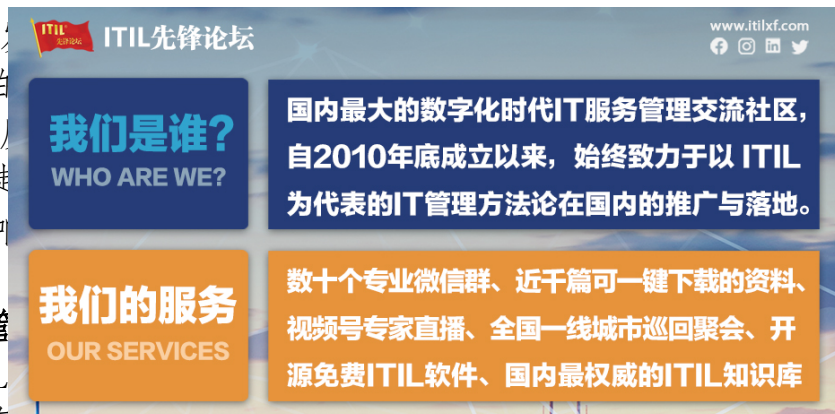 ITIL
先锋论坛
ITIL先锋论坛
www.itilxf.com
我们是谁?
WHO ARE WE?
国内最大的数字化时代IT服务管理交流社区,
自2010年底成立以来,始终致力于以 ITIL
为代表的IT管理方法论在国内的推广与落地。
我们的服务
OUR SERVICES
数十个专业微信群、近千篇可一键下载的资料、
视频号专家直播、全国一线城市巡回聚会、开
源免费ITIL软件、国内最权威的ITIL知识库